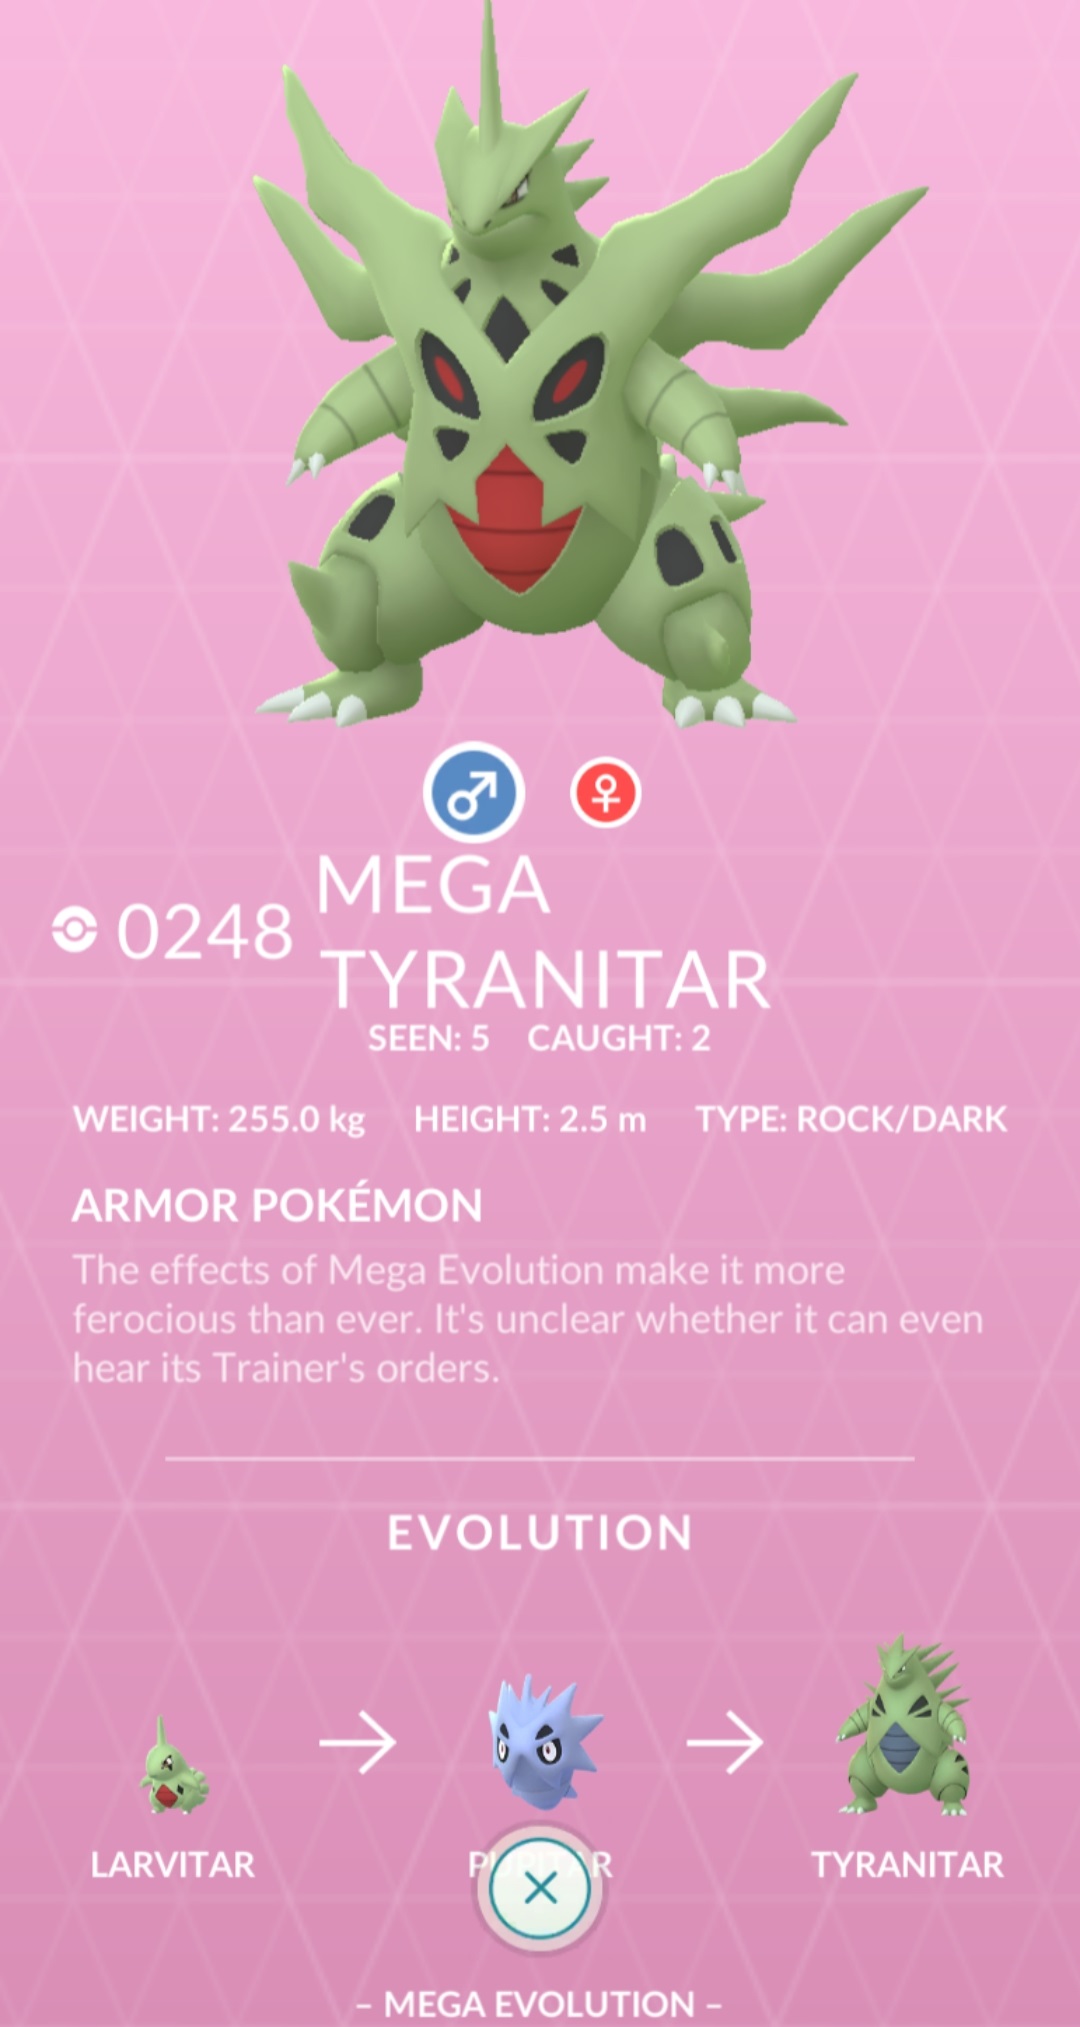 0248 MEGA
TYRANITAR
SEEN: 5 CAUGHT: 2
WEIGHT: 255.0 kg HEIGHT: 2.5 m TYPE: ROCK/DARK
ARMOR POKÉMON
The effects of Mega Evolution make it more
ferocious than ever. It's unclear whether it can even
hear its Trainer's orders.
EVOLUTION
LARVITAR TYRANITAR
– MEGA EVOLUTION –